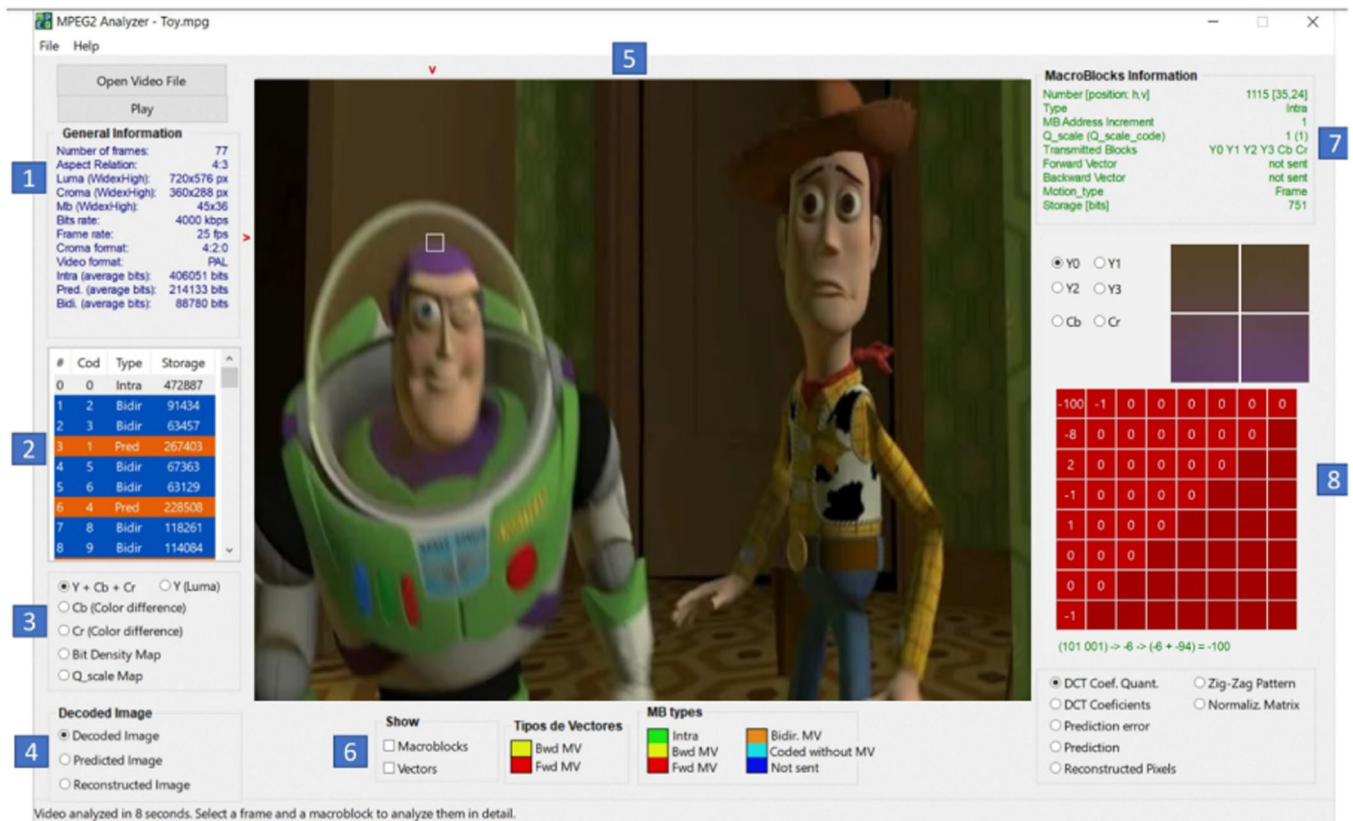 MPEG2 Analyzer - Toy.mpg
File Help
5
Open Video File
Play
General Information
1
Number of frames: 77
Aspect Relation: 4:3
Luma (WidexHigh): 720x576 px
Croma (WidexHigh): 360x288 px
Mb (WidexHigh): 45x36
Bits rate: 4000 kbps
Frame rate: 25 fps
Croma format: 4:2:0
Video format: PAL
Intra (average bits): 406051 bits
Pred. (average bits): 214133 bits
Bidi. (average bits): 88780 bits
2
# Cod Type Storage
0 0 Intra 472887
1 2 Bidir 91434
2 3 Bidir 63457
3 1 Pred 267403
4 5 Bidir 67363
5 6 Bidir 63129
6 4 Pred 228508
7 8 Bidir 118261
8 9 Bidir 114084
3
Y + Cb + Cr Y (Luma)
Cb (Color difference)
Cr (Color difference)
Bit Density Map
Q_scale Map
4
Decoded Image
Decoded Image
Predicted Image
Reconstructed Image
6
Show
Macroblocks
Vectors
Tipos de Vectores
Bwd MV
Fwd MV
MB types
Intra Bidir. MV
Bwd MV Coded without MV
Fwd MV Not sent
MacroBlocks Information
7
Number [position: h,v] 1115 [35,24]
Type Intra
MB Address Increment 1
Q_scale (Q_scale_code) 1 (1)
Transmitted Blocks Y0 Y1 Y2 Y3 Cb Cr
Forward Vector not sent
Backward Vector not sent
Motion_type Frame
Storage [bits] 751
Y0 Y1
Y2 Y3
Cb Cr
8
-100 -1 0 0 0 0 0 0
-8 0 0 0 0 0 0
2 0 0 0 0 0
-1 0 0 0 0
1 0 0 0
0 0 0
0 0
-1
(101 001) -> -6 -> (-6 + -94) = -100
DCT Coef. Quant. Zig-Zag Pattern
DCT Coeficients Normaliz. Matrix
Prediction error
Prediction
Reconstructed Pixels
Video analyzed in 8 seconds. Select a frame and a macroblock to analyze them in detail.